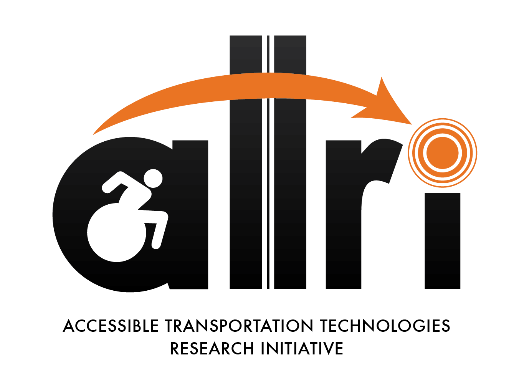 attri
ACCESSIBLE TRANSPORTATION TECHNOLOGIES
RESEARCH INITIATIVE